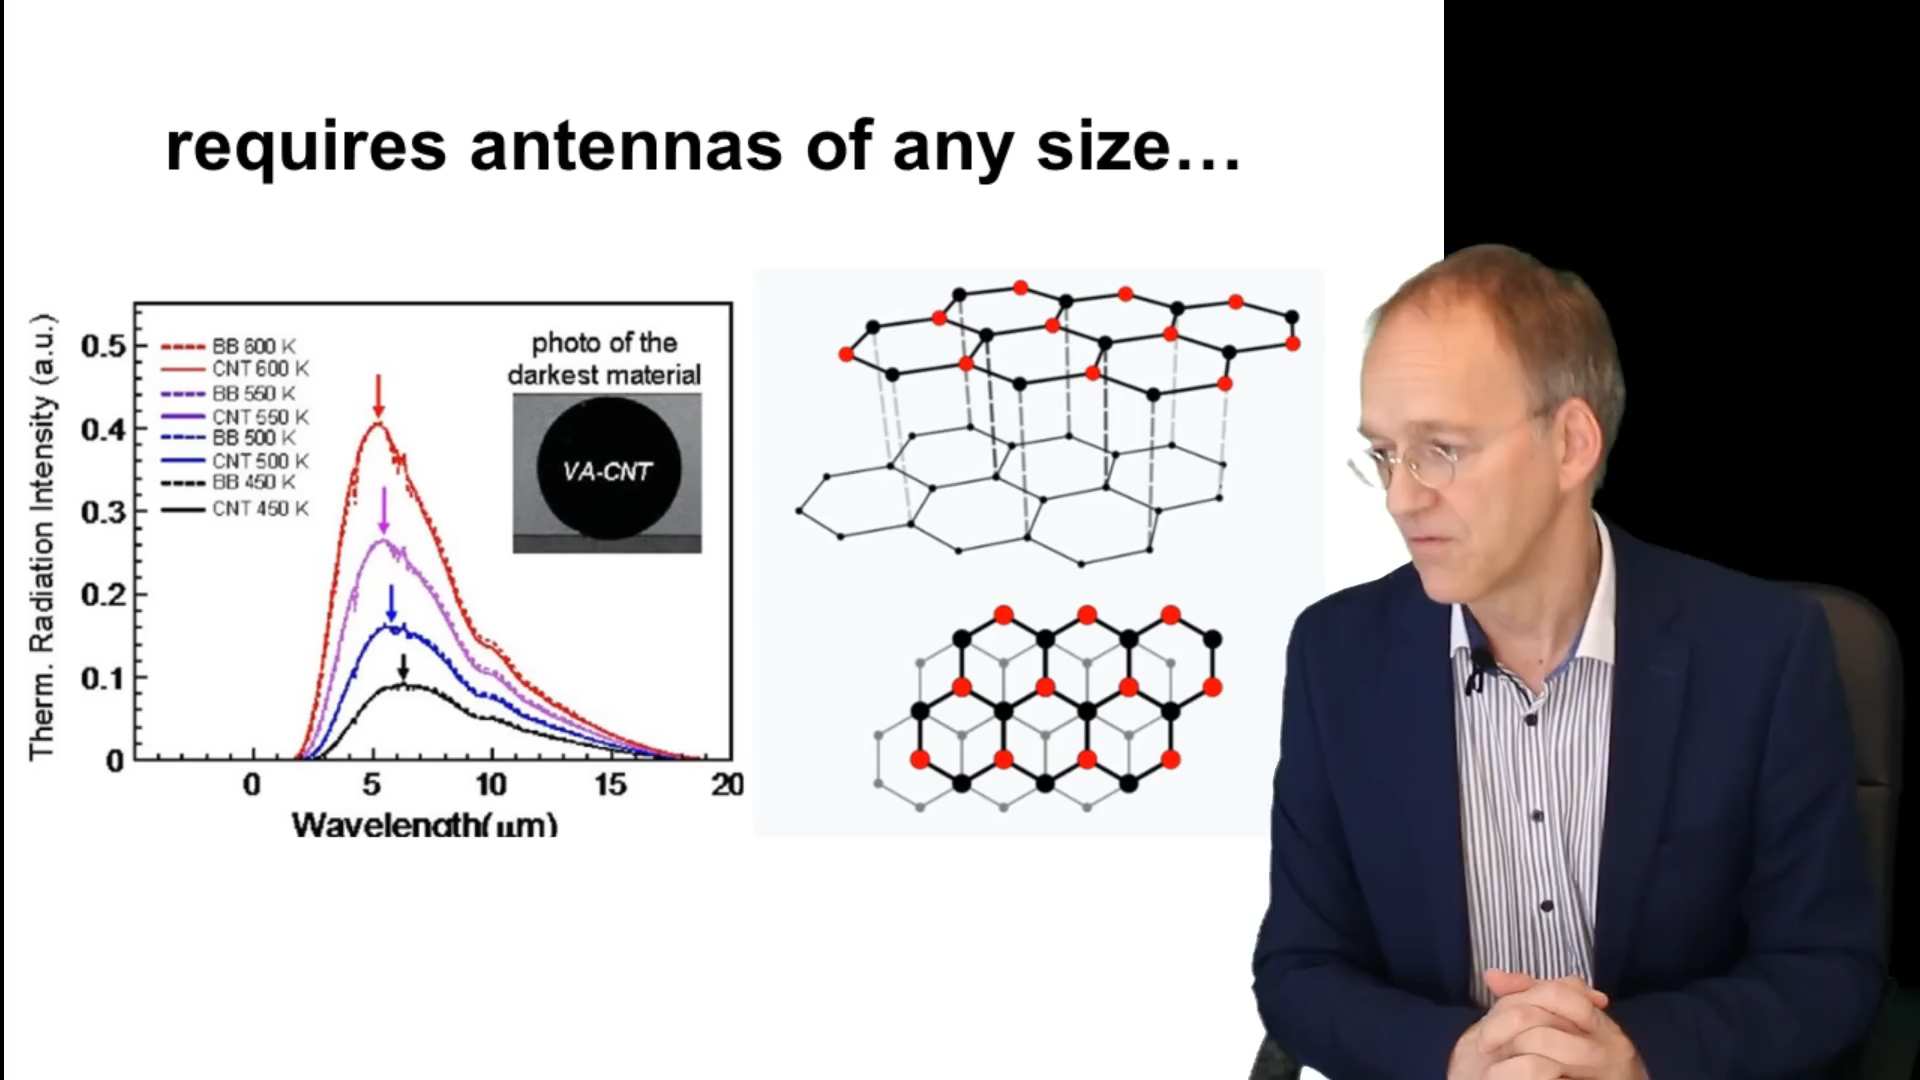 requires antennas of any size…
Therm. Radiation Intensity (a.u.)
0.5
0.4
0.3
0.2
0.1
0
BB 600 K
CNT 600 K
BB 550 K
CNT 550 K
BB 500 K
CNT 500 K
BB 450 K
CNT 450 K
photo of the
darkest material
VA-CNT
0 5 10 15 20
Wavelength(μm)